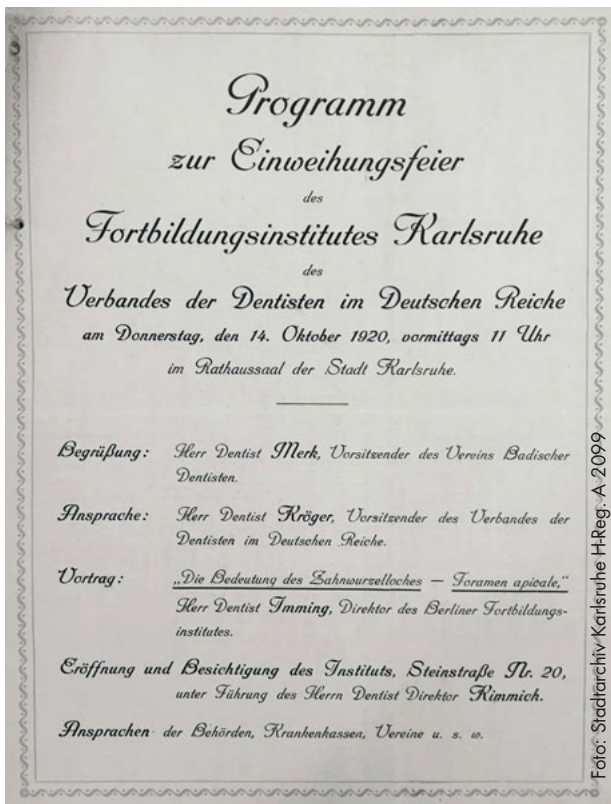 Programm
zur Einweihungsfeier
des
Fortbildungsinstitutes Karlsruhe
des
Verbandes der Dentisten im Deutschen Reiche
am Donnerstag, den 14. Oktober 1920, vormittags 11 Uhr
im Rathaussaal der Stadt Karlsruhe.
Begrüßung: Herr Dentist Merk, Vorsitzender des Vereins Badischer
Dentisten.
Ansprache: Herr Dentist Kröger, Vorsitzender des Verbandes der
Dentisten im Deutschen Reiche.
Vortrag: „Die Bedeutung des Zahnwurzelloches — Foramen apicale,“
Herr Dentist Imming, Direktor des Berliner Fortbildungs-
institutes.
Eröffnung und Besichtigung des Instituts, Steinstraße Nr. 20,
unter Führung des Herrn Dentist Direktor Kimmich.
Ansprachen der Behörden, Krankenkassen, Vereine u. s. w.
Foto: Stadtarchiv Karlsruhe H-Reg. A 2099